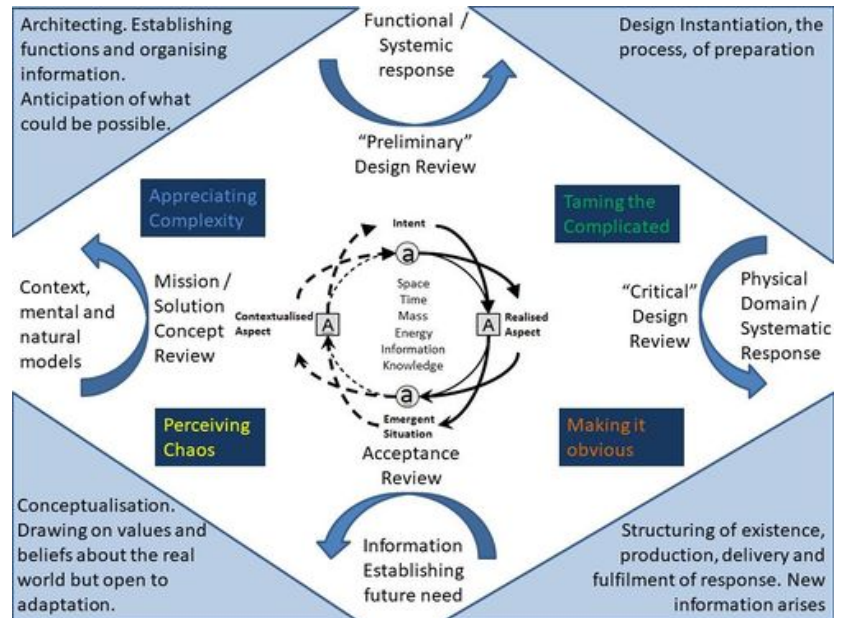 Architecting. Establishing
functions and organising
information.
Anticipation of what
could be possible.
Functional /
Systemic
response
Design Instantiation, the
process, of preparation
"Preliminary"
Design Review
Appreciating
Complexity
Taming the
Complicated
Context,
mental and
natural
models
Mission /
Solution
Concept
Review
Intent
a
Contextualised
Aspect
A
Space
Time
Mass
Energy
Information
Knowledge
A
Realised
Aspect
a
Emergent
Situation
"Critical"
Design
Review
Physical
Domain /
Systematic
Response
Perceiving
Chaos
Making it
obvious
Acceptance
Review
Conceptualisation.
Drawing on values and
beliefs about the real
world but open to
adaptation.
Information
Establishing
future need
Structuring of existence,
production, delivery and
fulfilment of response. New
information arises